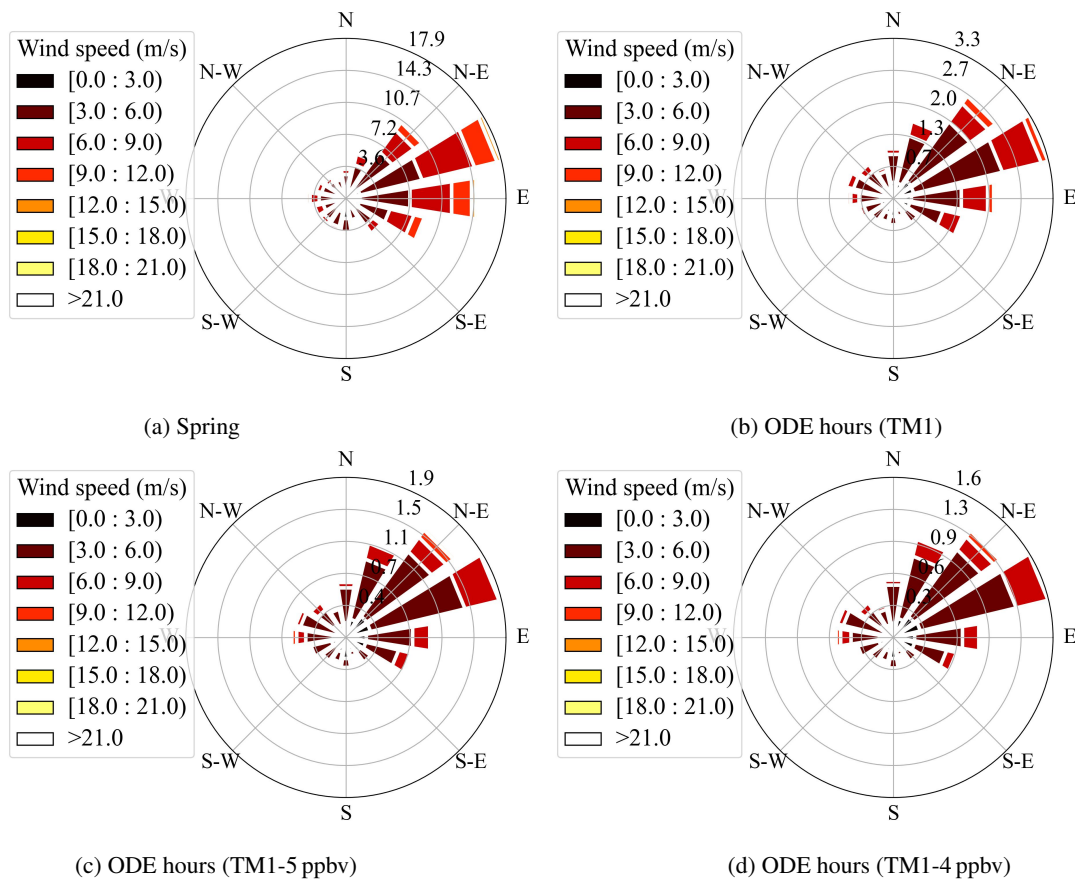 N
17.9
Wind speed (m/s)
14.3
N-W
N-E
[0.0 : 3.0)
10.7
[3.0 : 6.0)
7.2
[6.0 : 9.0)
3.6
[9.0 : 12.0)
W
E
[12.0 : 15.0)
[15.0 : 18.0)
[18.0 : 21.0)
>21.0
S-W
S-E
S
(a) Spring
N
3.3
Wind speed (m/s)
2.7
N-W
N-E
[0.0 : 3.0)
2.0
[3.0 : 6.0)
1.3
[6.0 : 9.0)
0.7
[9.0 : 12.0)
W
E
[12.0 : 15.0)
[15.0 : 18.0)
[18.0 : 21.0)
>21.0
S-W
S-E
S
(b) ODE hours (TM1)
N
1.9
Wind speed (m/s)
1.5
N-W
N-E
[0.0 : 3.0)
1.1
[3.0 : 6.0)
0.7
[6.0 : 9.0)
0.4
[9.0 : 12.0)
W
E
[12.0 : 15.0)
[15.0 : 18.0)
[18.0 : 21.0)
>21.0
S-W
S-E
S
(c) ODE hours (TM1-5 ppbv)
N
1.6
Wind speed (m/s)
1.3
N-W
N-E
[0.0 : 3.0)
0.9
[3.0 : 6.0)
0.6
[6.0 : 9.0)
0.3
[9.0 : 12.0)
W
E
[12.0 : 15.0)
[15.0 : 18.0)
[18.0 : 21.0)
>21.0
S-W
S-E
S
(d) ODE hours (TM1-4 ppbv)